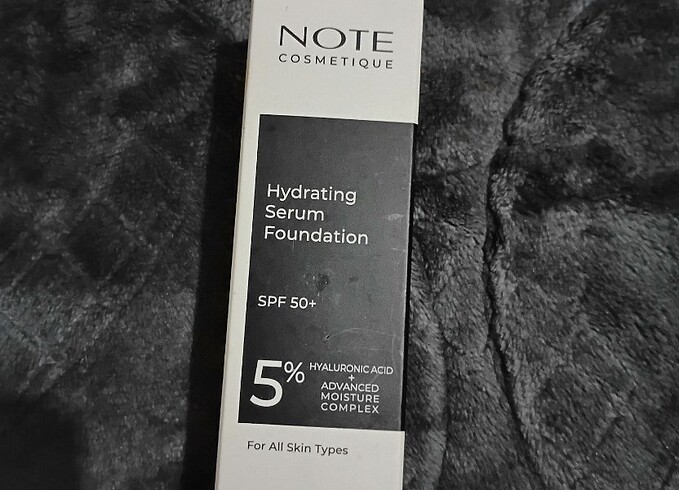 NOTE
COSMETIQUE
Hydrating
Serum
Foundation
SPF 50+
5%
HYALURONIC ACID
+
ADVANCED
MOISTURE
COMPLEX
For All Skin Types